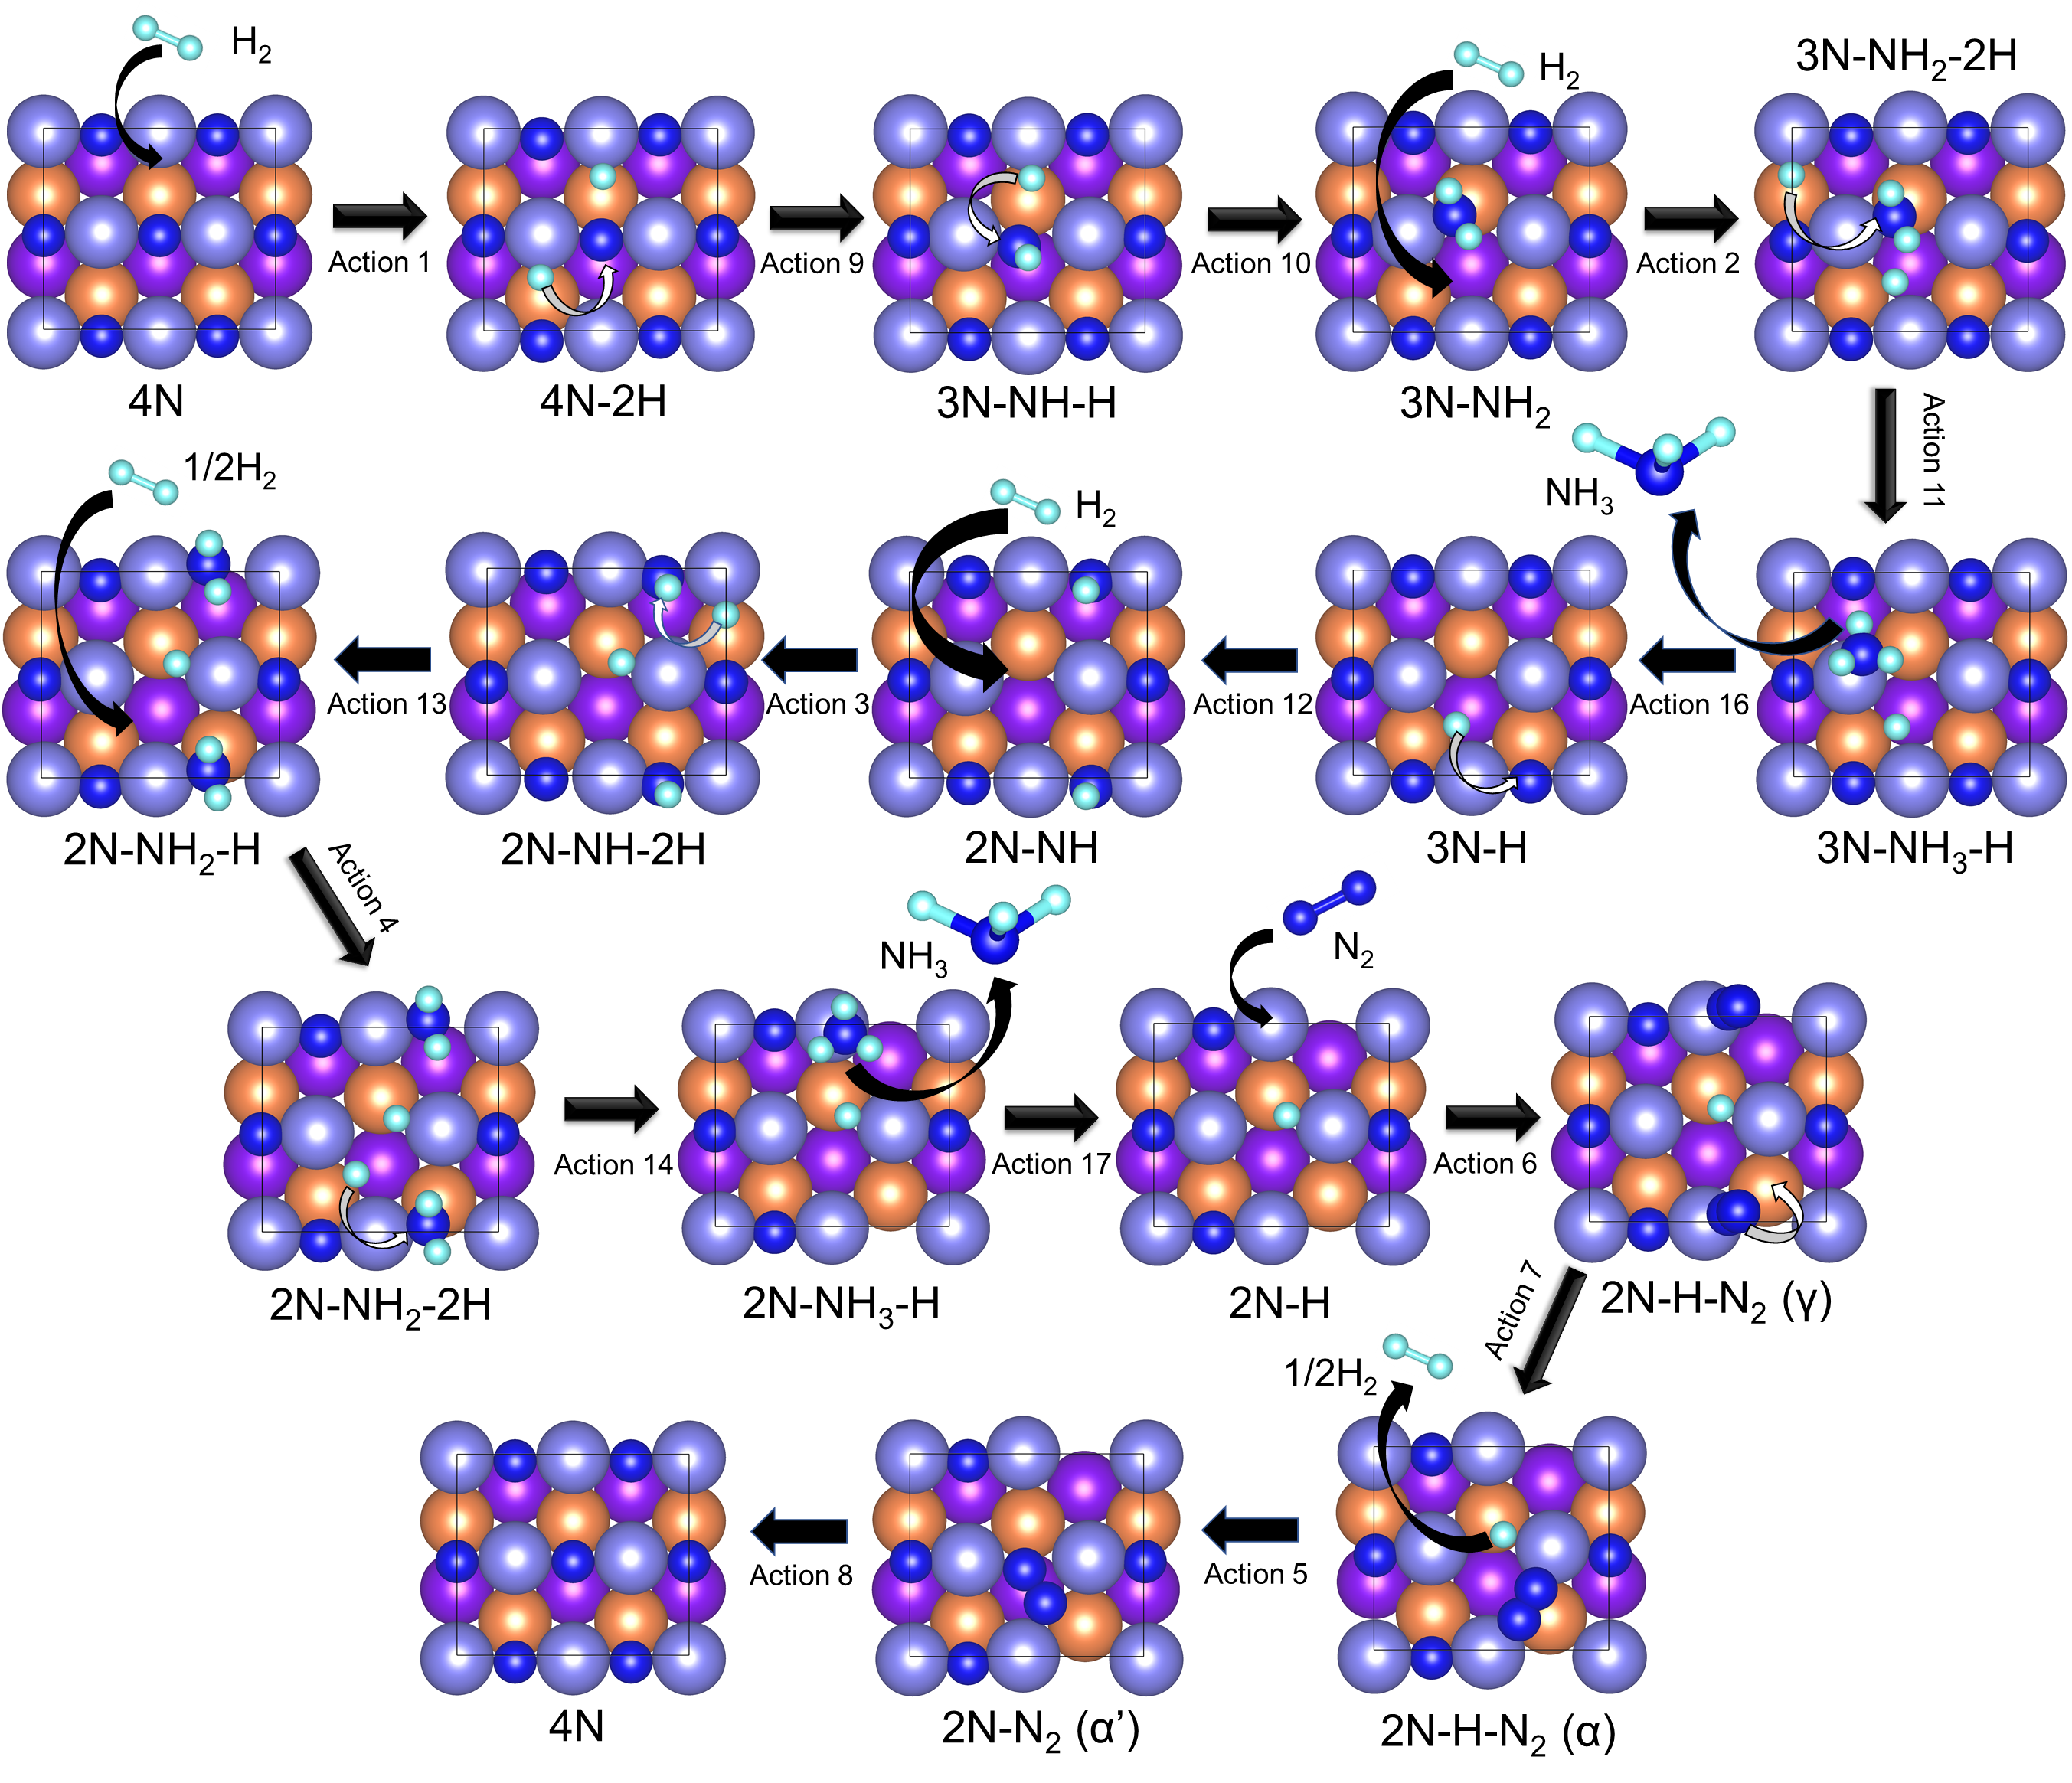 H₂
H₂
3N-NH₂-2H
Action 1
Action 9
Action 10
Action 2
4N
4N-2H
3N-NH-H
3N-NH₂
Action 11
1/2H₂
H₂
NH₃
Action 13
Action 3
Action 12
Action 16
2N-NH₂-H
2N-NH-2H
2N-NH
3N-H
3N-NH₃-H
Action 4
NH₃
N₂
Action 14
Action 17
Action 6
2N-NH₂-2H
2N-NH₃-H
2N-H
2N-H-N₂ (γ)
Action 7
1/2H₂
Action 8
Action 5
4N
2N-N₂ (α’)
2N-H-N₂ (α)